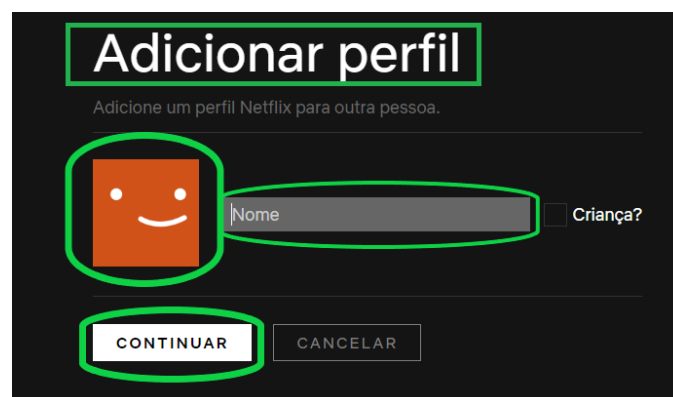 Adicionar perfil
Adicione um perfil Netflix para outra pessoa.
Nome
Criança?
CONTINUAR
CANCELAR